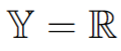 𝕐 = ℝ